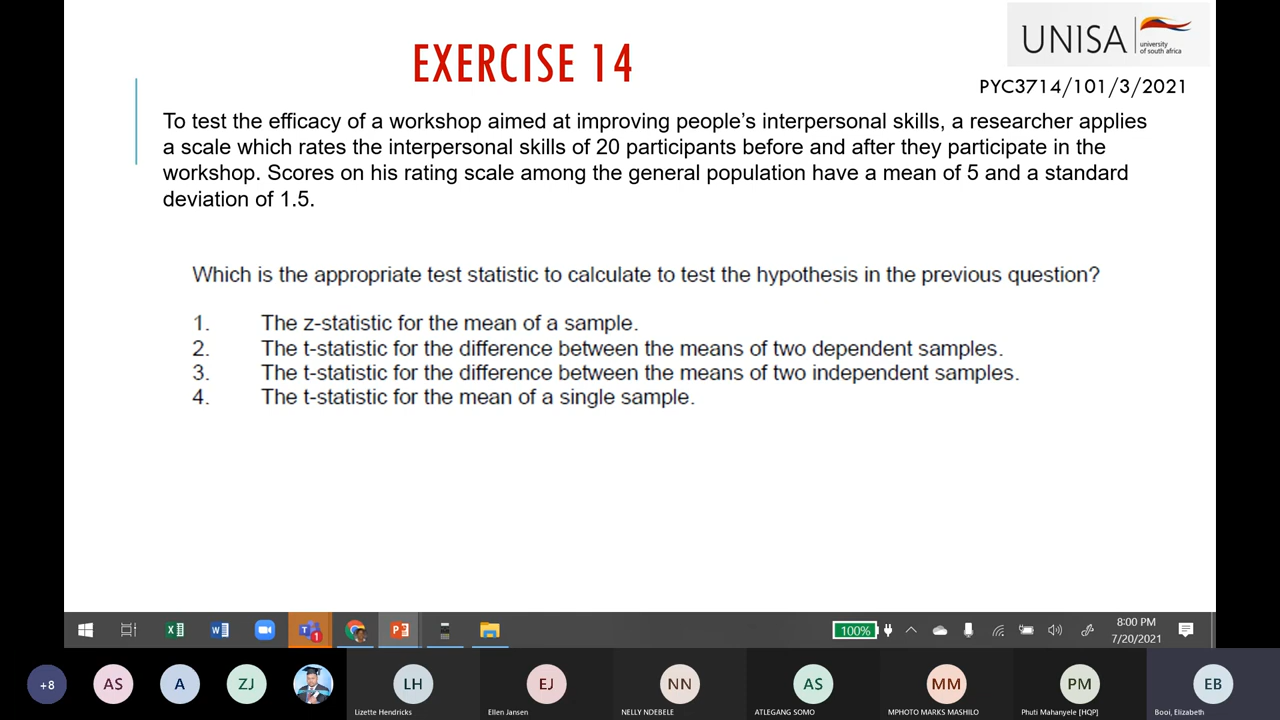 EXERCISE 14
UNISA
university
of south africa
PYC3714/101/3/2021
To test the efficacy of a workshop aimed at improving people's interpersonal skills, a researcher applies
a scale which rates the interpersonal skills of 20 participants before and after they participate in the
workshop. Scores on his rating scale among the general population have a mean of 5 and a standard
deviation of 1.5.
Which is the appropriate test statistic to calculate to test the hypothesis in the previous question?
1. The z-statistic for the mean of a sample.
2. The t-statistic for the difference between the means of two dependent samples.
3. The t-statistic for the difference between the means of two independent samples.
4. The t-statistic for the mean of a single sample.
100%
8:00 PM
7/20/2021
+8 AS A ZJ LH EJ NN AS MM PM EB
Lizette Hendricks Ellen Jansen NELLY NDEBELE ATLEGANG SOMO MPHOTO MARKS MASHILO Phuti Mahanyele [HQP] Booi, Elizabeth